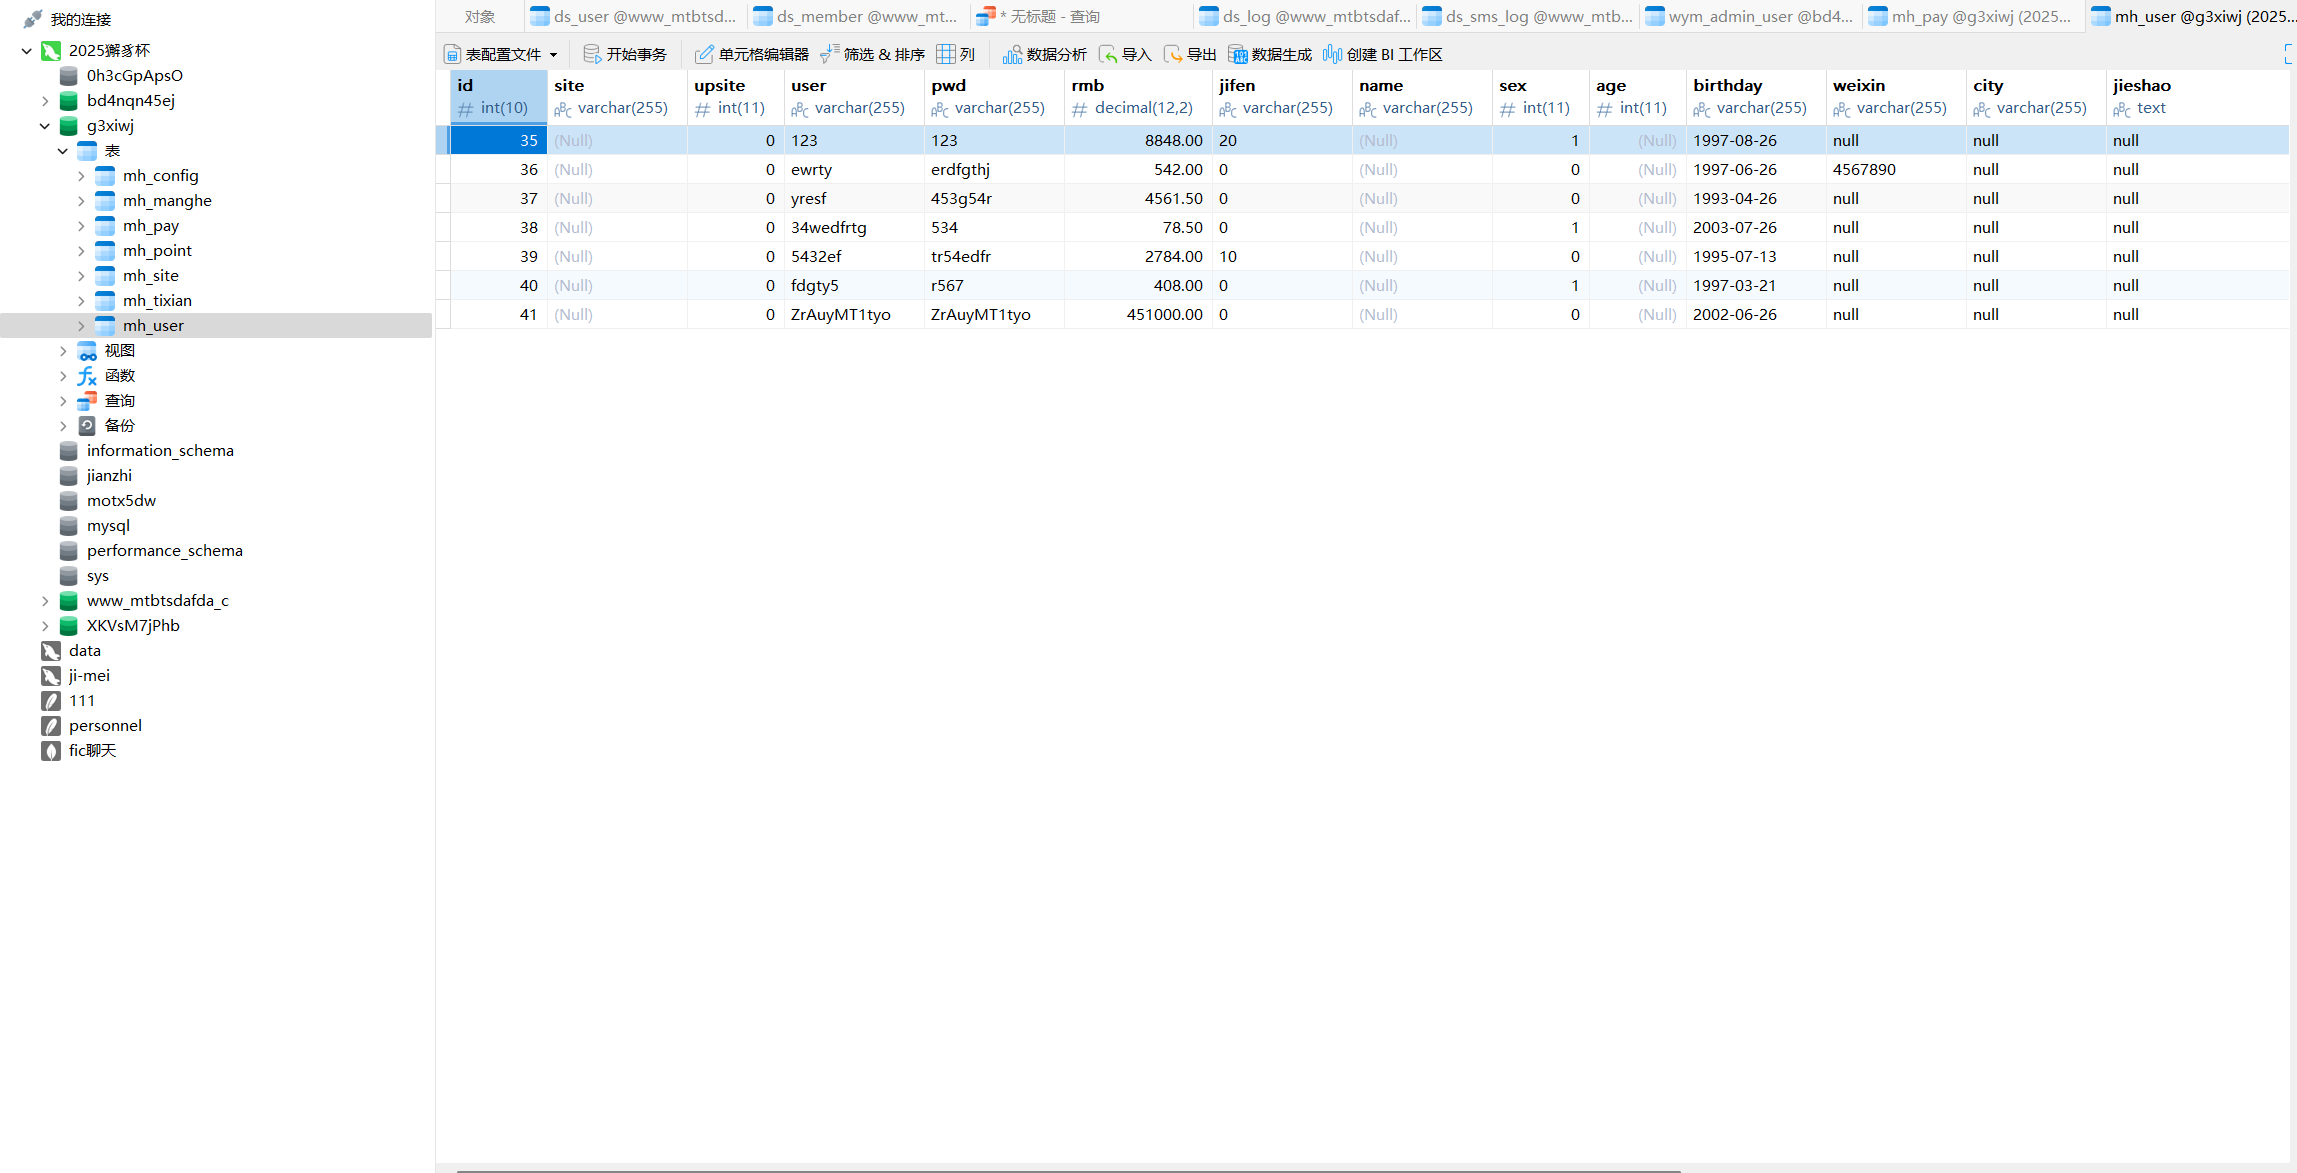 我的连接
2025獬豸杯
0h3cGpApsO
bd4nqn45ej
g3xiwj
表
mh_config
mh_manghe
mh_pay
mh_point
mh_site
mh_tixian
mh_user
视图
函数
查询
备份
information_schema
jianzhi
motx5dw
mysql
performance_schema
sys
www_mtbtsdafda_c
XKVsM7jPhb
data
ji-mei
111
personnel
fic聊天
对象 ds_user @www_mtbtsd... ds_member @www_mt... * 无标题 - 查询 ds_log @www_mtbtsdaf... ds_sms_log @www_mtb... wym_admin_user @bd4... mh_pay @g3xiwj (2025... mh_user @g3xiwj (2025...
表配置文件 开始事务 单元格编辑器 筛选 & 排序 列 数据分析 导入 导出 数据生成 创建 BI 工作区
id site upsite user pwd rmb jifen name sex age birthday weixin city jieshao
# int(10) ABC varchar(255) # int(11) ABC varchar(255) ABC varchar(255) # decimal(12,2) ABC varchar(255) ABC varchar(255) # int(11) # int(11) ABC varchar(255) ABC varchar(255) ABC varchar(255) ABC text
35 (Null) 0 123 123 8848.00 20 (Null) 1 (Null) 1997-08-26 null null null
36 (Null) 0 ewrty erdfgthj 542.00 0 (Null) 0 (Null) 1997-06-26 4567890 null null
37 (Null) 0 yresf 453g54r 4561.50 0 (Null) 0 (Null) 1993-04-26 null null null
38 (Null) 0 34wedfrtg 534 78.50 0 (Null) 1 (Null) 2003-07-26 null null null
39 (Null) 0 5432ef tr54edfr 2784.00 10 (Null) 0 (Null) 1995-07-13 null null null
40 (Null) 0 fdgty5 r567 408.00 0 (Null) 1 (Null) 1997-03-21 null null null
41 (Null) 0 ZrAuyMT1tyo ZrAuyMT1tyo 451000.00 0 (Null) 0 (Null) 2002-06-26 null null null